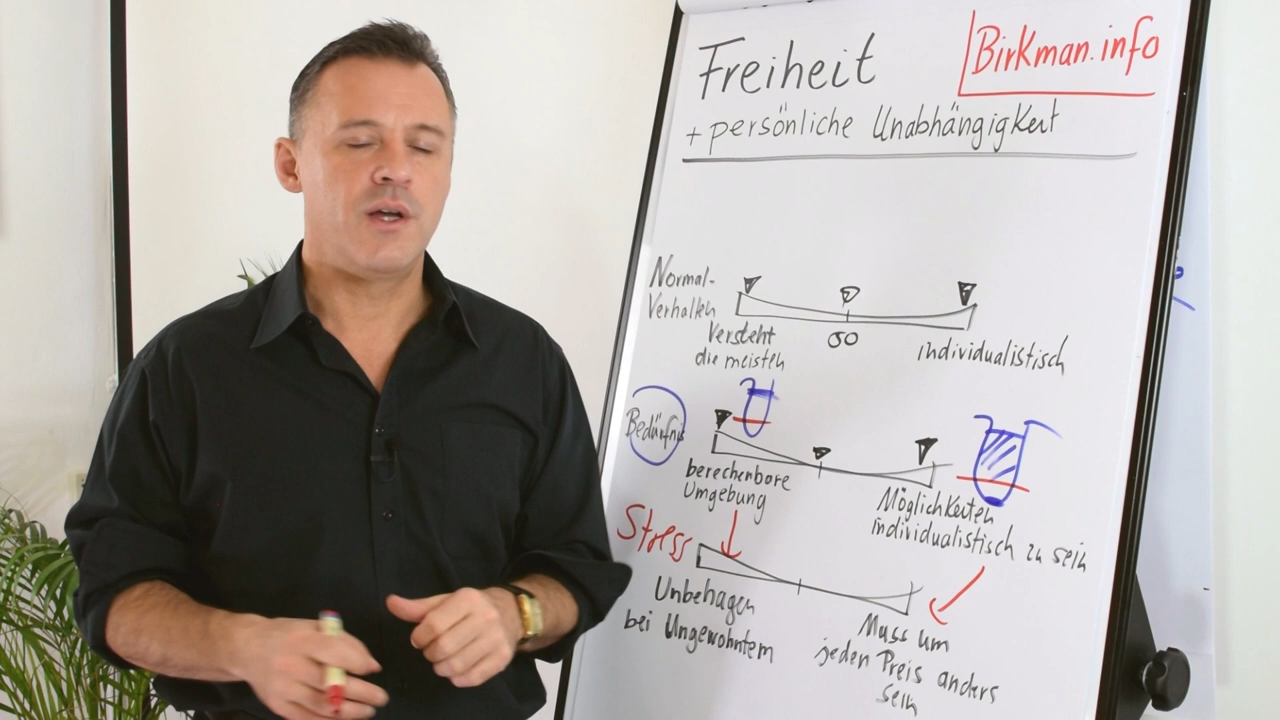 Freiheit
Birkman.info
+ persönliche Unabhängigkeit
Normal-
Verhalten
Versteht
die meisten
50
individualistisch
Bedürfnis
berechenbare
Umgebung
Möglichkeiten
individualistisch zu sein
Stress
Unbehagen
bei Ungewohntem
Muss um
jeden Preis anders
sein